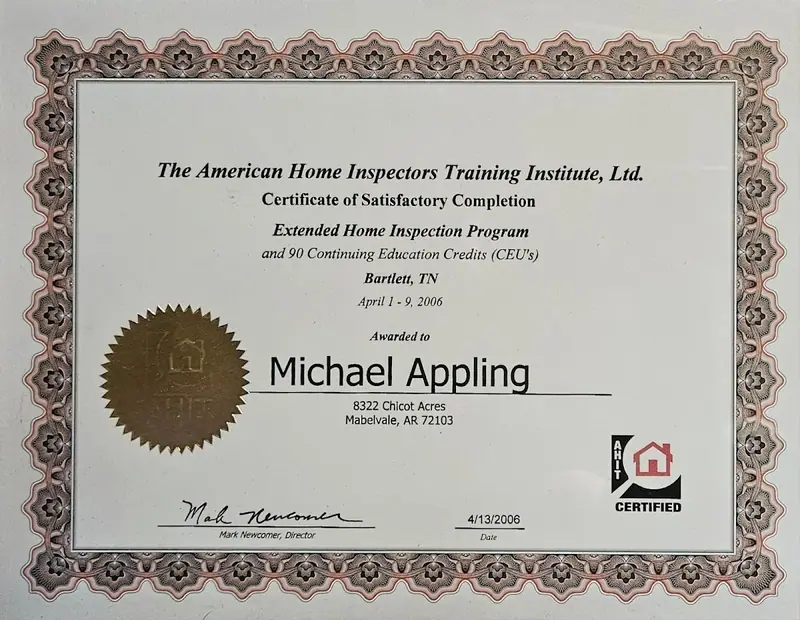 The American Home Inspectors Training Institute, Ltd.
Certificate of Satisfactory Completion
Extended Home Inspection Program
and 90 Continuing Education Credits (CEU's)
Bartlett, TN
April 1 - 9, 2006
Awarded to
Michael Appling
8322 Chicot Acres
Mabelvale, AR 72103
AHIT
CERTIFIED
Mark Newcomer
4/13/2006
Mark Newcomer, Director
Date
AHIT